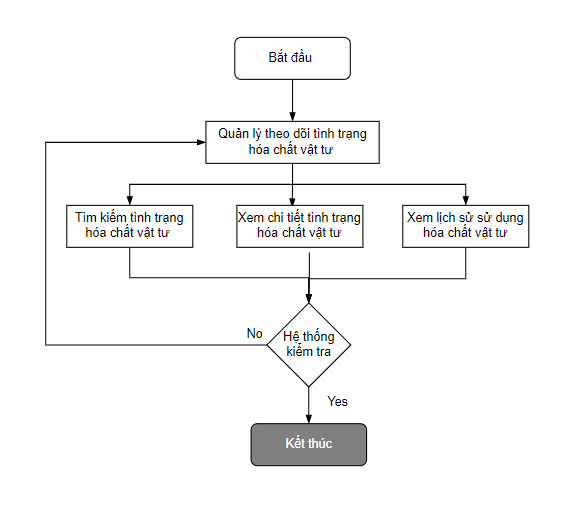 Bắt đầu
Quản lý theo dõi tình trạng
hóa chất vật tư
Tìm kiếm tình trạng
hóa chất vật tư
Xem chi tiết tình trạng
hóa chất vật tư
Xem lịch sử sử dụng
hóa chất vật tư
No
Hệ thống
kiểm tra
Yes
Kết thúc